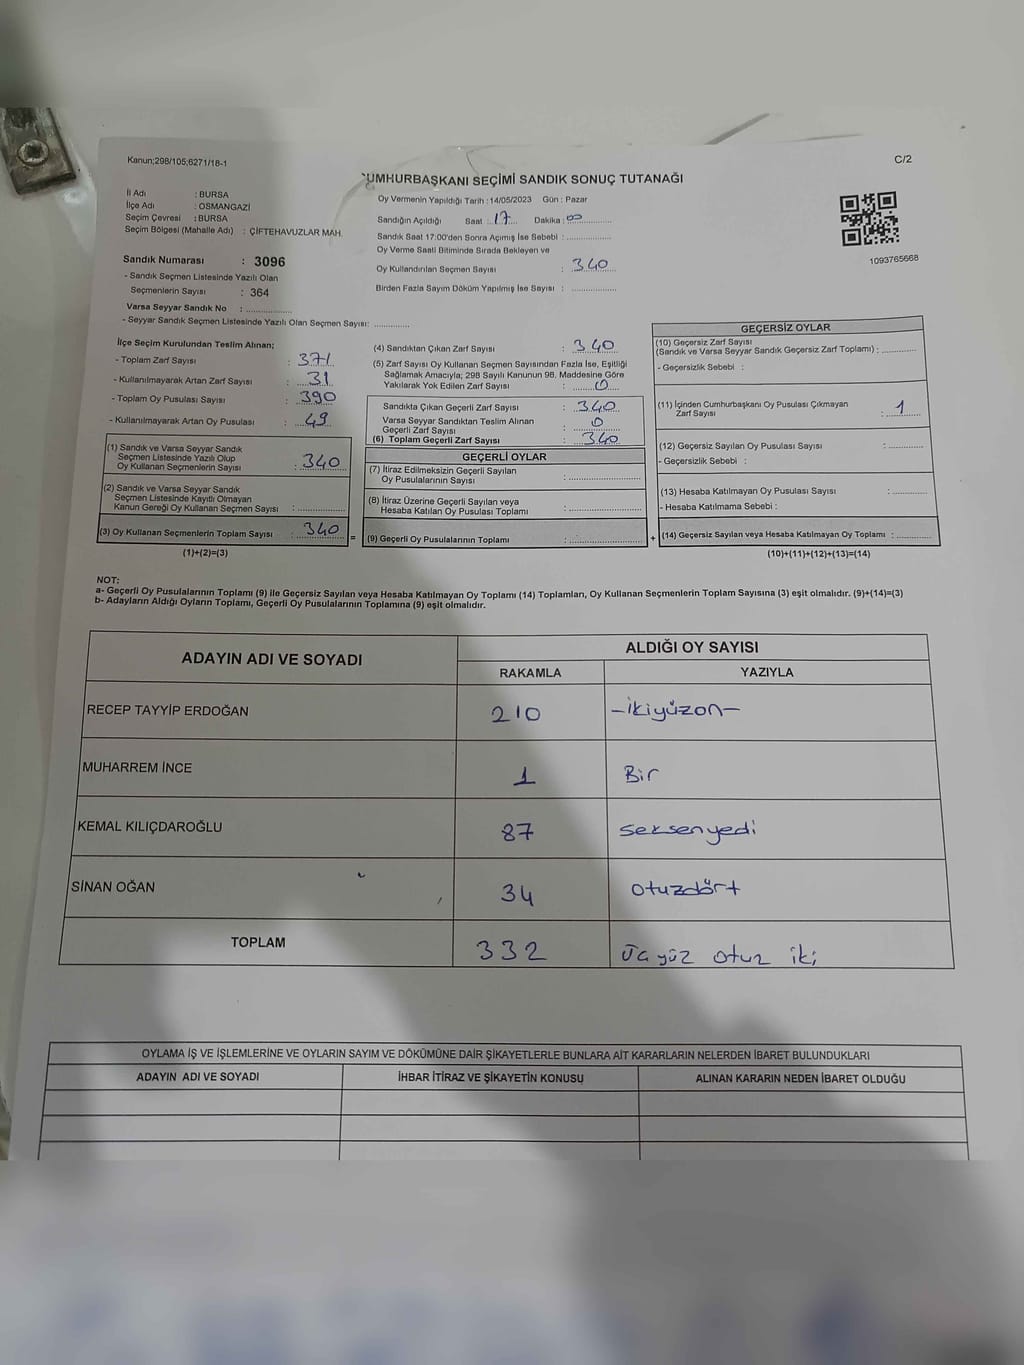 Kanun;298/105;6271/18-1
C/2
CUMHURBAŞKANI SEÇİMİ SANDIK SONUÇ TUTANAĞI
İl Adı : BURSA
İlçe Adı : OSMANGAZİ
Seçim Çevresi : BURSA
Seçim Bölgesi (Mahalle Adı) : ÇİFTEHAVUZLAR MAH.
Sandık Numarası : 3096
- Sandık Seçmen Listesinde Yazılı Olan
Seçmenlerin Sayısı : 364
Varsa Seyyar Sandık No : ..............
- Seyyar Sandık Seçmen Listesinde Yazılı Olan Seçmen Sayısı: ............
Oy Vermenin Yapıldığı Tarih : 14/05/2023 Gün : Pazar
Sandığın Açıldığı Saat : 17 Dakika : 00
Sandık Saat 17:00'den Sonra Açılmış İse Sebebi : ..............
Oy Verme Saati Bitiminde Sırada Bekleyen ve
Oy Kullandırılan Seçmen Sayısı : 340
Birden Fazla Sayım Döküm Yapılmış İse Sayısı : ..............
1093765668
İlçe Seçim Kurulundan Teslim Alınan;
- Toplam Zarf Sayısı : 371
- Kullanılmayarak Artan Zarf Sayısı : 31
- Toplam Oy Pusulası Sayısı : 390
- Kullanılmayarak Artan Oy Pusulası : 49
(1) Sandık ve Varsa Seyyar Sandık
Seçmen Listesinde Yazılı Olup
Oy Kullanan Seçmenlerin Sayısı : 340
(2) Sandık ve Varsa Seyyar Sandık
Seçmen Listesinde Kayıtlı Olmayan
Kanun Gereği Oy Kullanan Seçmen Sayısı : ..............
(3) Oy Kullanan Seçmenlerin Toplam Sayısı : 340
(1)+(2)=(3)
(4) Sandıktan Çıkan Zarf Sayısı : 340
(5) Zarf Sayısı Oy Kullanan Seçmen Sayısından Fazla İse, Eşitliği
Sağlamak Amacıyla; 298 Sayılı Kanunun 98. Maddesine Göre
Yakılarak Yok Edilen Zarf Sayısı : 0
Sandıkta Çıkan Geçerli Zarf Sayısı : 340
Varsa Seyyar Sandıktan Teslim Alınan
Geçerli Zarf Sayısı : 0
(6) Toplam Geçerli Zarf Sayısı : 340
GEÇERLİ OYLAR
(7) İtiraz Edilmeksizin Geçerli Sayılan
Oy Pusulalarının Sayısı : ..............
(8) İtiraz Üzerine Geçerli Sayılan veya
Hesaba Katılan Oy Pusulası Toplamı : ..............
= (9) Geçerli Oy Pusulalarının Toplamı : ..............
GEÇERSİZ OYLAR
(10) Geçersiz Zarf Sayısı
(Sandık ve Varsa Seyyar Sandık Geçersiz Zarf Toplamı) : ............
- Geçersizlik Sebebi :
(11) İçinden Cumhurbaşkanı Oy Pusulası Çıkmayan
Zarf Sayısı : 1
(12) Geçersiz Sayılan Oy Pusulası Sayısı : ............
- Geçersizlik Sebebi :
(13) Hesaba Katılmayan Oy Pusulası Sayısı : ............
- Hesaba Katılmama Sebebi :
+ (14) Geçersiz Sayılan veya Hesaba Katılmayan Oy Toplamı : ............
(10)+(11)+(12)+(13)=(14)
NOT:
a- Geçerli Oy Pusulalarının Toplamı (9) ile Geçersiz Sayılan veya Hesaba Katılmayan Oy Toplamı (14) Toplamları, Oy Kullanan Seçmenlerin Toplam Sayısına (3) eşit olmalıdır. (9)+(14)=(3)
b- Adayların Aldığı Oyların Toplamı, Geçerli Oy Pusulalarının Toplamına (9) eşit olmalıdır.
ADAYIN ADI VE SOYADI ALDIĞI OY SAYISI
RAKAMLA YAZIYLA
RECEP TAYYİP ERDOĞAN 210 -ikiyüzon-
MUHARREM İNCE 1 Bir
KEMAL KILIÇDAROĞLU 87 seksenyedi
SİNAN OĞAN 34 otuzdört
TOPLAM 332 Üç yüz otuz iki
OYLAMA İŞ VE İŞLEMLERİNE VE OYLARIN SAYIM VE DÖKÜMÜNE DAİR ŞİKAYETLERLE BUNLARA AİT KARARLARIN NELERDEN İBARET BULUNDUKLARI
ADAYIN ADI VE SOYADI İHBAR İTİRAZ VE ŞİKAYETİN KONUSU ALINAN KARARIN NEDEN İBARET OLDUĞU